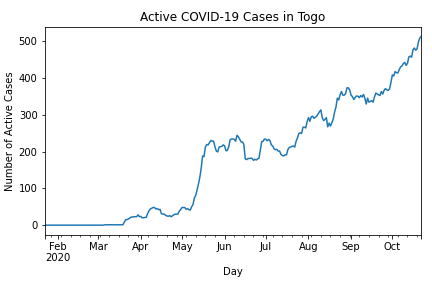 Active COVID-19 Cases in Togo
Number of Active Cases
500
400
300
200
100
0
Feb Mar Apr May Jun Jul Aug Sep Oct
2020
Day